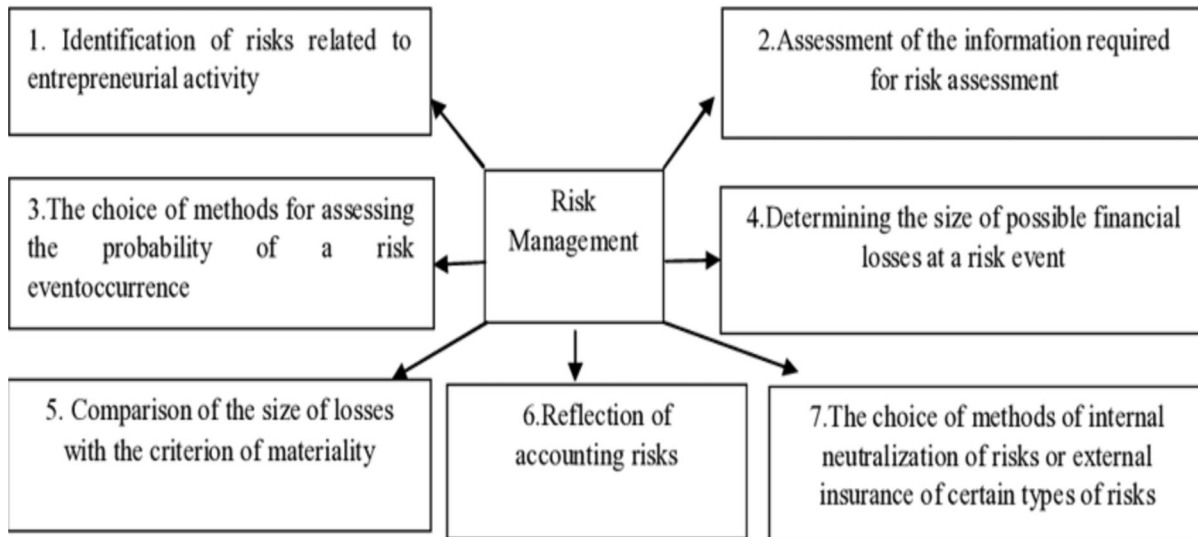 1. Identification of risks related to
entrepreneurial activity
2.Assessment of the information required
for risk assessment
Risk
Management
3.The choice of methods for assessing
the probability of a risk
eventoccurrence
4.Determining the size of possible financial
losses at a risk event
5. Comparison of the size of losses
with the criterion of materiality
6.Reflection of
accounting risks
7.The choice of methods of internal
neutralization of risks or external
insurance of certain types of risks